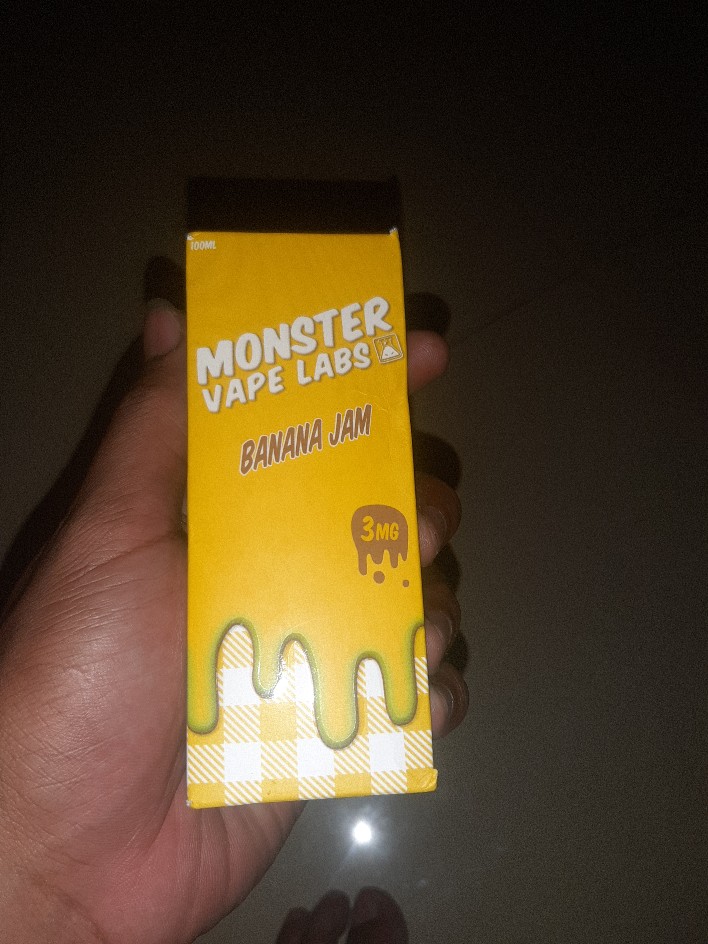 100ML
MONSTER
VAPE LABS
BANANA JAM
3MG